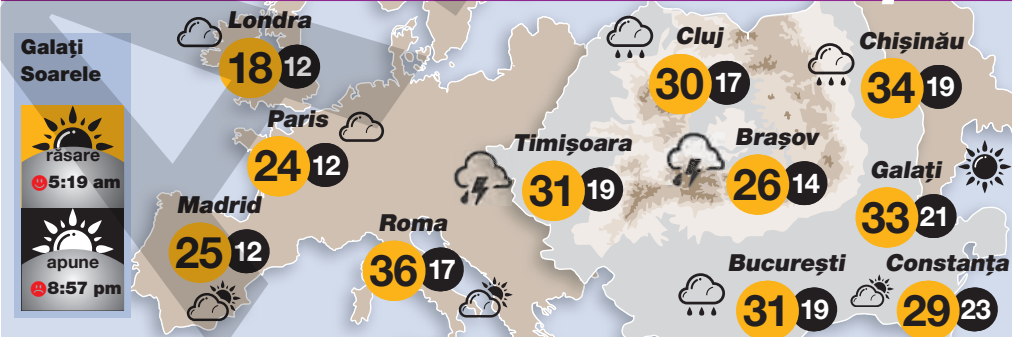 Galați
Soarele
răsare
5:19 am
apune
8:57 pm
Londra
18 12
Paris
24 12
Madrid
25 12
Roma
36 17
Timișoara
31 19
Cluj
30 17
Brașov
26 14
Chișinău
34 19
Galați
33 21
București
31 19
Constanța
29 23